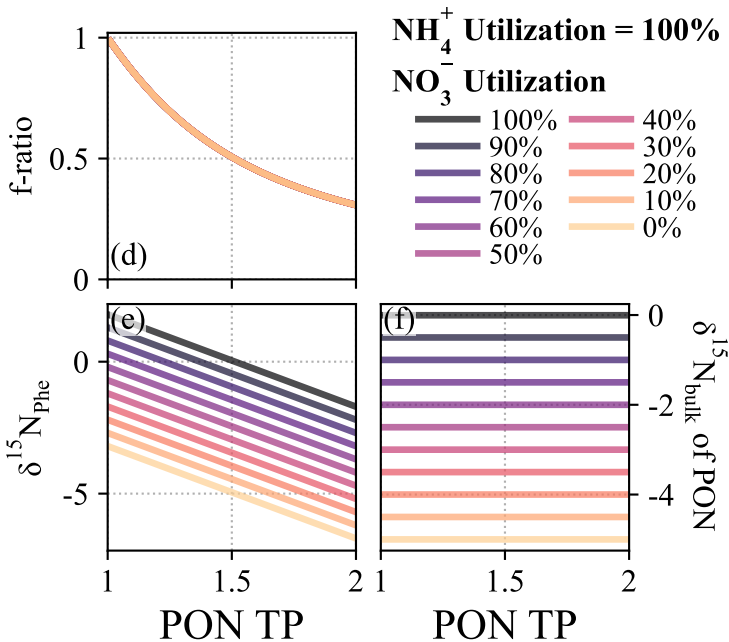 NH₄⁺ Utilization = 100%
NO₃⁻ Utilization
100% 40%
90% 30%
80% 20%
70% 10%
60% 0%
50%
f-ratio
1
0.5
0
(d)
(e)
δ¹⁵N_Phe
0
-5
1 1.5 2
PON TP
(f)
0
-2
-4
δ¹⁵N_bulk of PON
1 1.5 2
PON TP